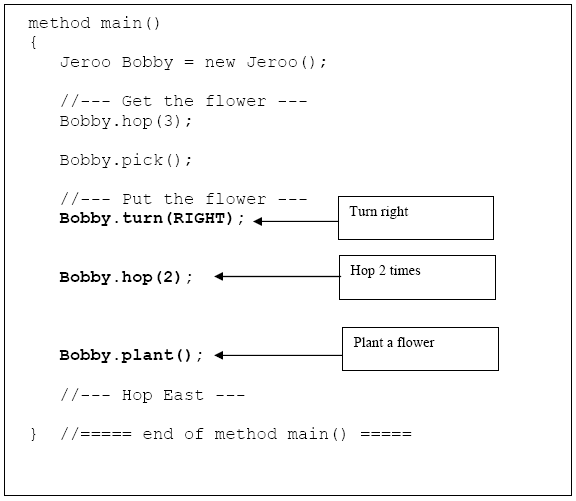 method main()
{
Jeroo Bobby = new Jeroo();
//--- Get the flower ---
Bobby.hop(3);
Bobby.pick();
//--- Put the flower ---
Bobby.turn(RIGHT);
Turn right
Bobby.hop(2);
Hop 2 times
Bobby.plant();
Plant a flower
//--- Hop East ---
} //===== end of method main() =====